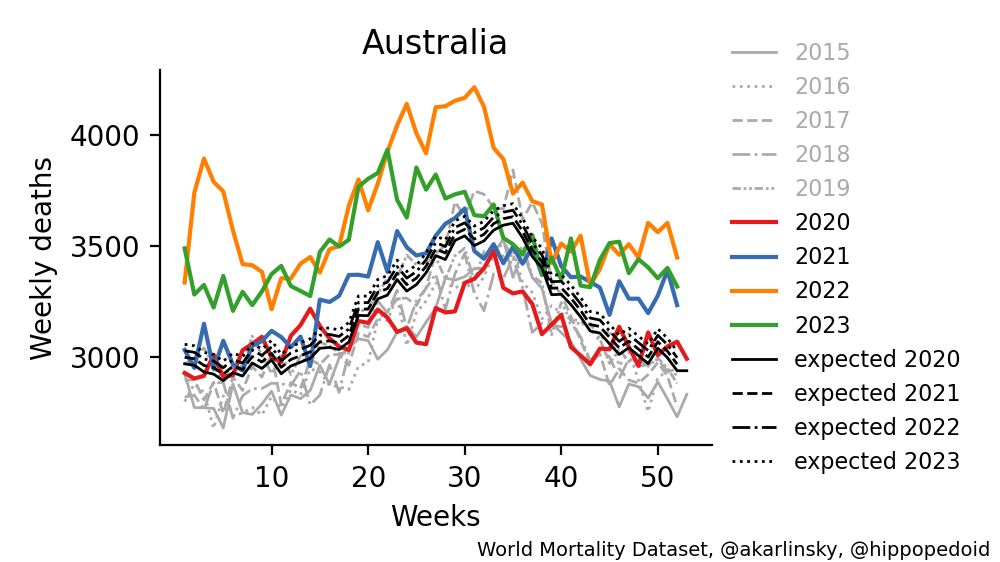 Australia
Weekly deaths
4000
3500
3000
10
20
30
40
50
Weeks
2015
2016
2017
2018
2019
2020
2021
2022
2023
expected 2020
expected 2021
expected 2022
expected 2023
World Mortality Dataset, @akarlinsky, @hippopedoid